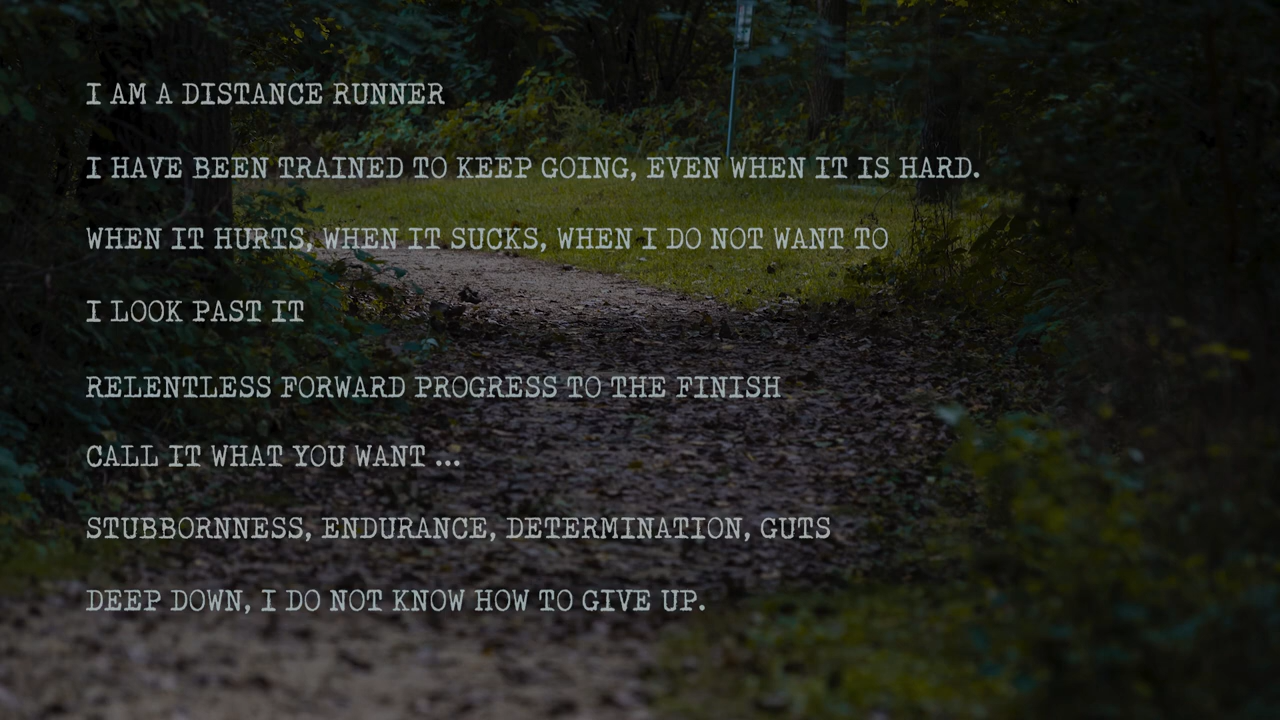 I AM A DISTANCE RUNNER
I HAVE BEEN TRAINED TO KEEP GOING, EVEN WHEN IT IS HARD.
WHEN IT HURTS, WHEN IT SUCKS, WHEN I DO NOT WANT TO
I LOOK PAST IT
RELENTLESS FORWARD PROGRESS TO THE FINISH
CALL IT WHAT YOU WANT ...
STUBBORNNESS, ENDURANCE, DETERMINATION, GUTS
DEEP DOWN, I DO NOT KNOW HOW TO GIVE UP.